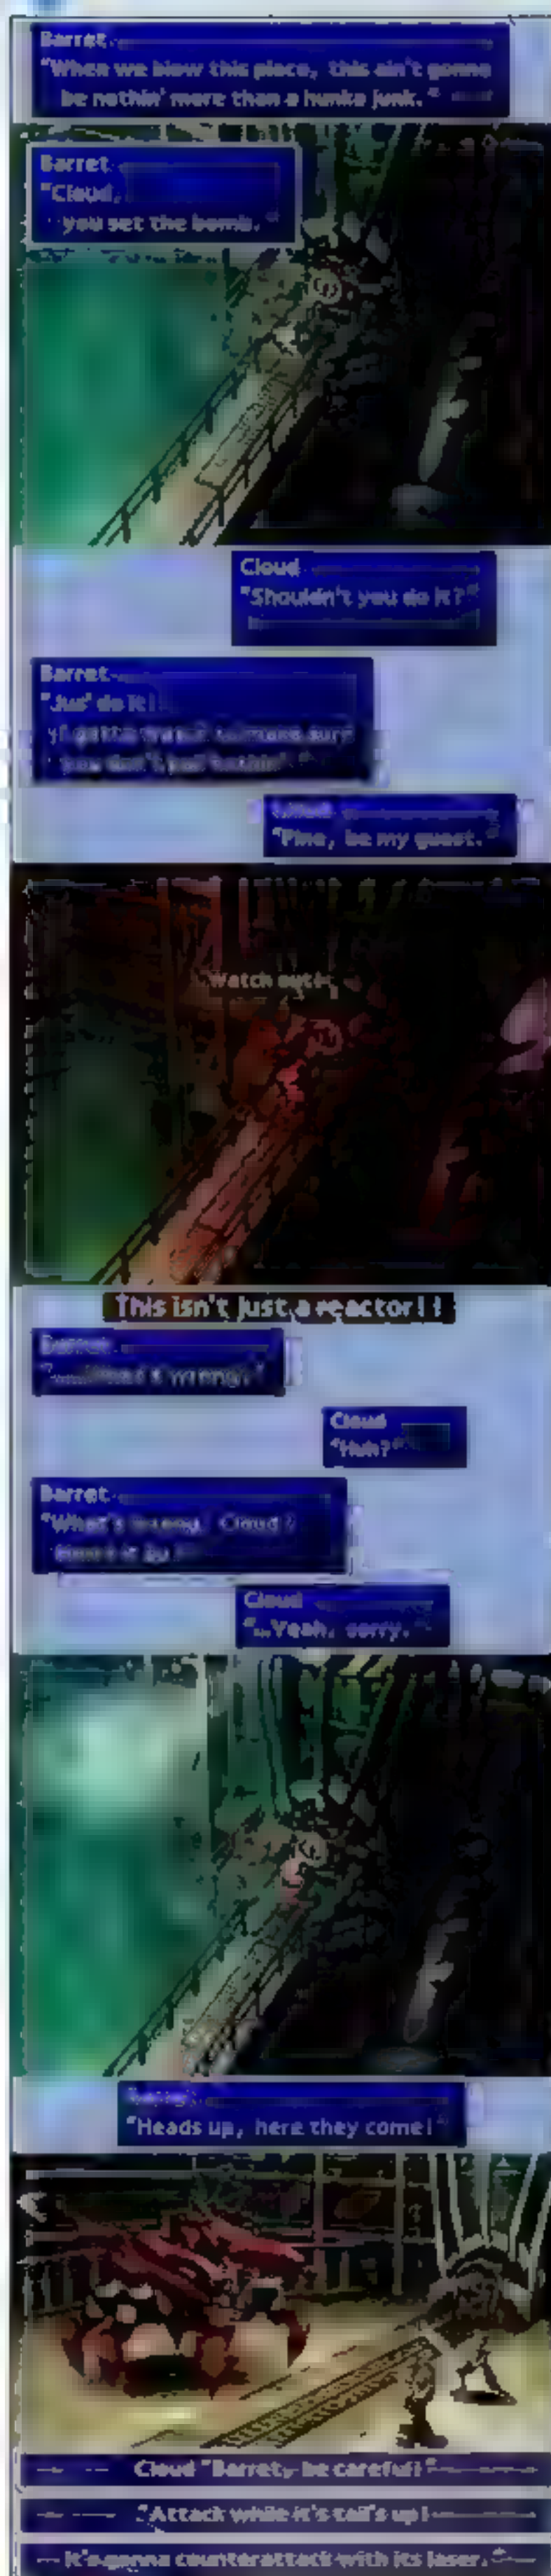 Barret
"When we blow this place, this ain't gonna
be nothin' more than a hunka junk."
Barret
"Cloud,
you set the bomb."
Cloud
"Shouldn't you do it?"
Barret
"Jus' do it!
"Fine, be my guest."
Watch out!
This isn't just a reactor!!
wrong?"
Cloud
"Huh?"
Barret
"What's wrong, Cloud?
Cloud
"...Yeah, sorry."
"Heads up, here they come!"
Cloud "Barret, be careful!"
"Attack while it's tail's up!
It's gonna counterattack with its laser."